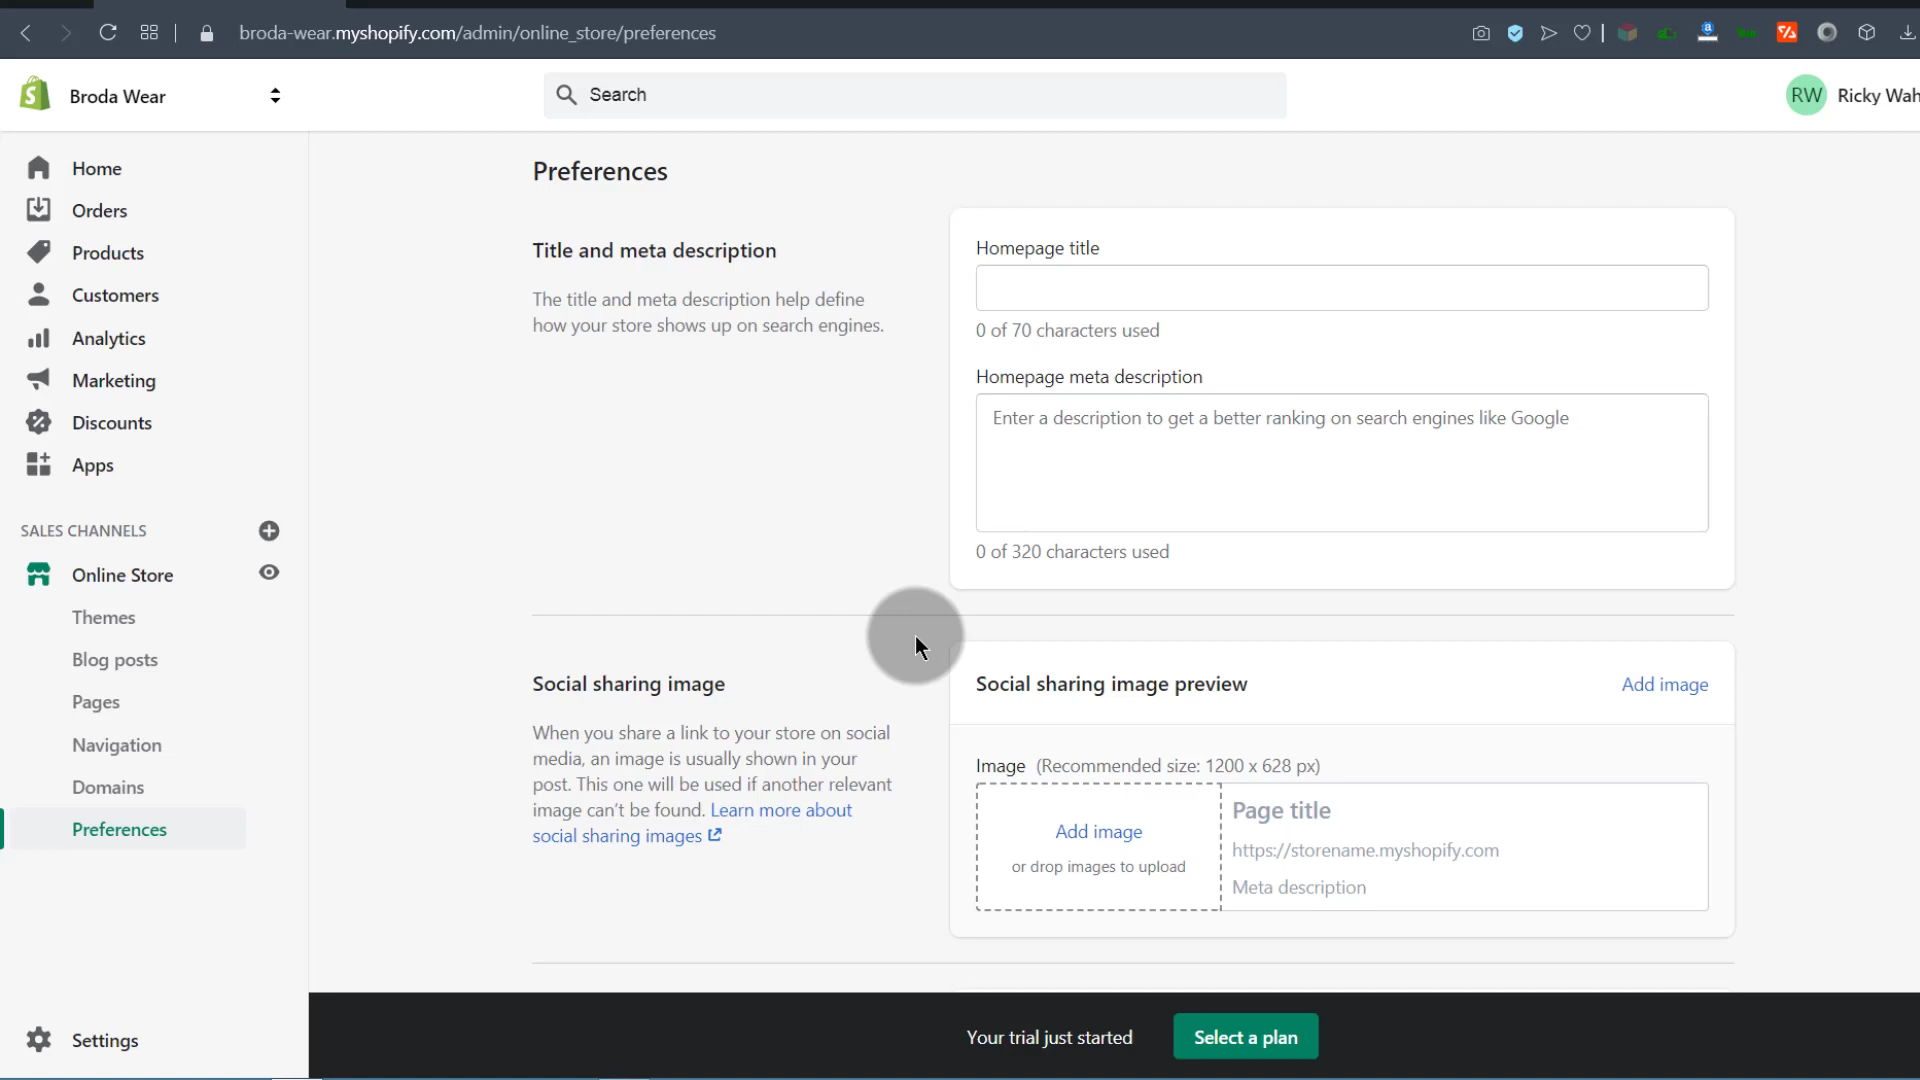 broda-wear.myshopify.com/admin/online_store/preferences
Broda Wear
Search
RW
Ricky Wah
Home
Orders
Products
Customers
Analytics
Marketing
Discounts
Apps
SALES CHANNELS
Online Store
Themes
Blog posts
Pages
Navigation
Domains
Preferences
Settings
Preferences
Title and meta description
The title and meta description help define
how your store shows up on search engines.
Homepage title
0 of 70 characters used
Homepage meta description
Enter a description to get a better ranking on search engines like Google
0 of 320 characters used
Social sharing image
When you share a link to your store on social
media, an image is usually shown in your
post. This one will be used if another relevant
image can't be found. Learn more about
social sharing images
Social sharing image preview
Add image
Image (Recommended size: 1200 x 628 px)
Add image
or drop images to upload
Page title
https://storename.myshopify.com
Meta description
Your trial just started
Select a plan